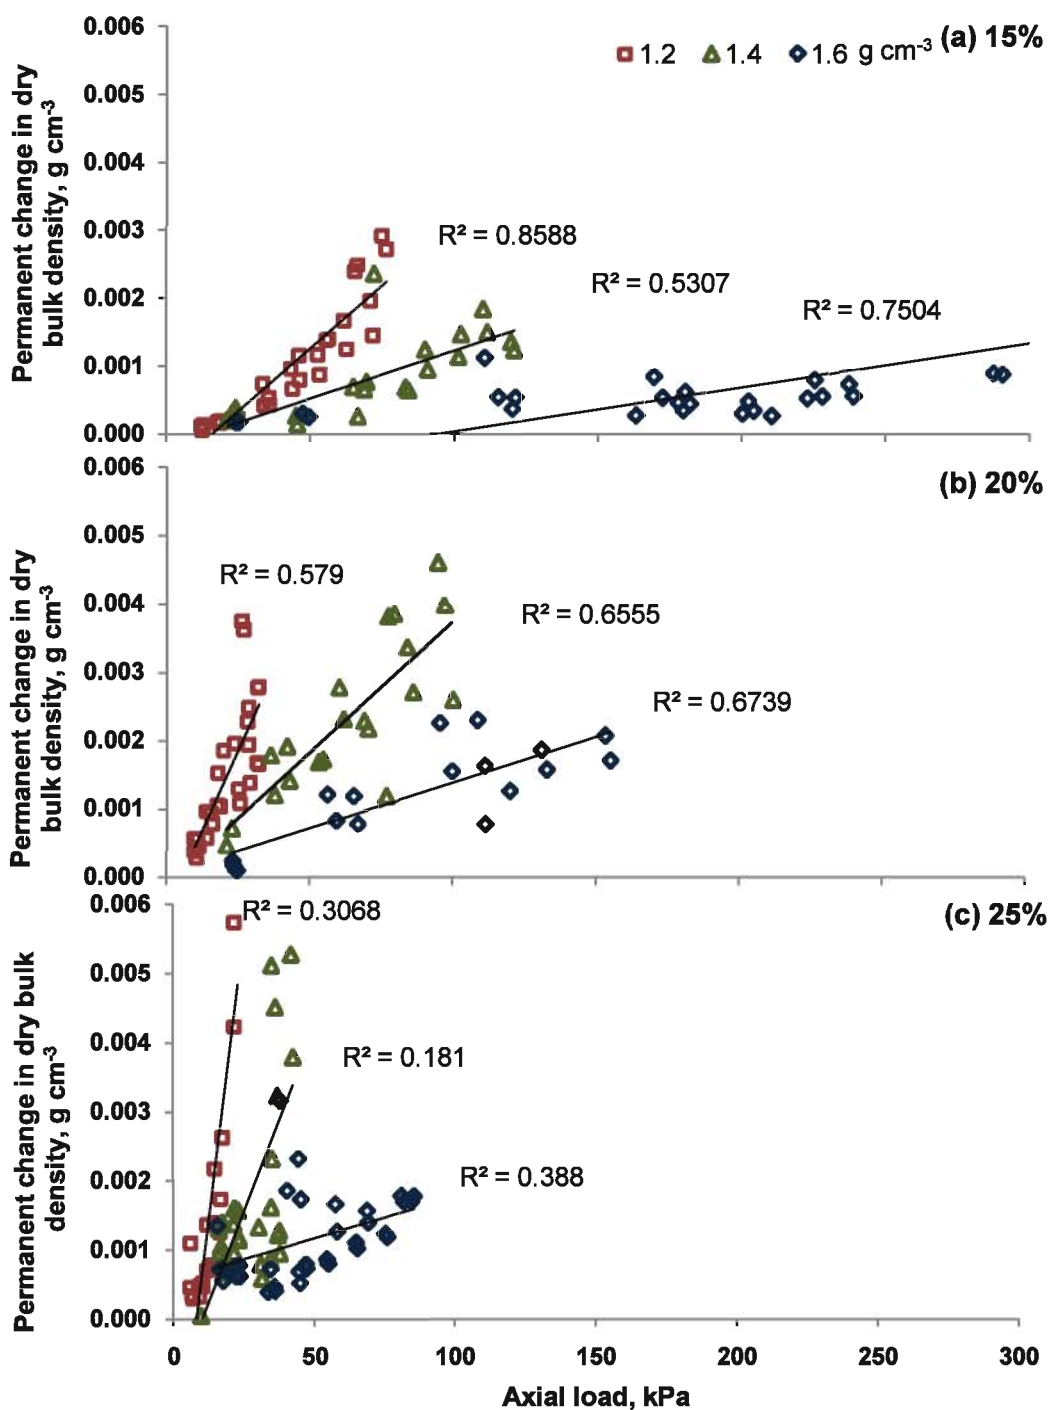 0.006
(a) 15%
1.2 1.4 1.6 g cm-3
0.005
0.004
0.003
0.002
0.001
0.000
Permanent change in dry
bulk density, g cm-3
R² = 0.8588
R² = 0.5307
R² = 0.7504
0.006
(b) 20%
0.005
0.004
0.003
0.002
0.001
0.000
Permanent change in dry
bulk density, g cm-3
R² = 0.579
R² = 0.6555
R² = 0.6739
0.006
(c) 25%
0.005
0.004
0.003
0.002
0.001
0.000
Permanent change in dry bulk
density, g cm-3
R² = 0.3068
R² = 0.181
R² = 0.388
0 50 100 150 200 250 300
Axial load, kPa